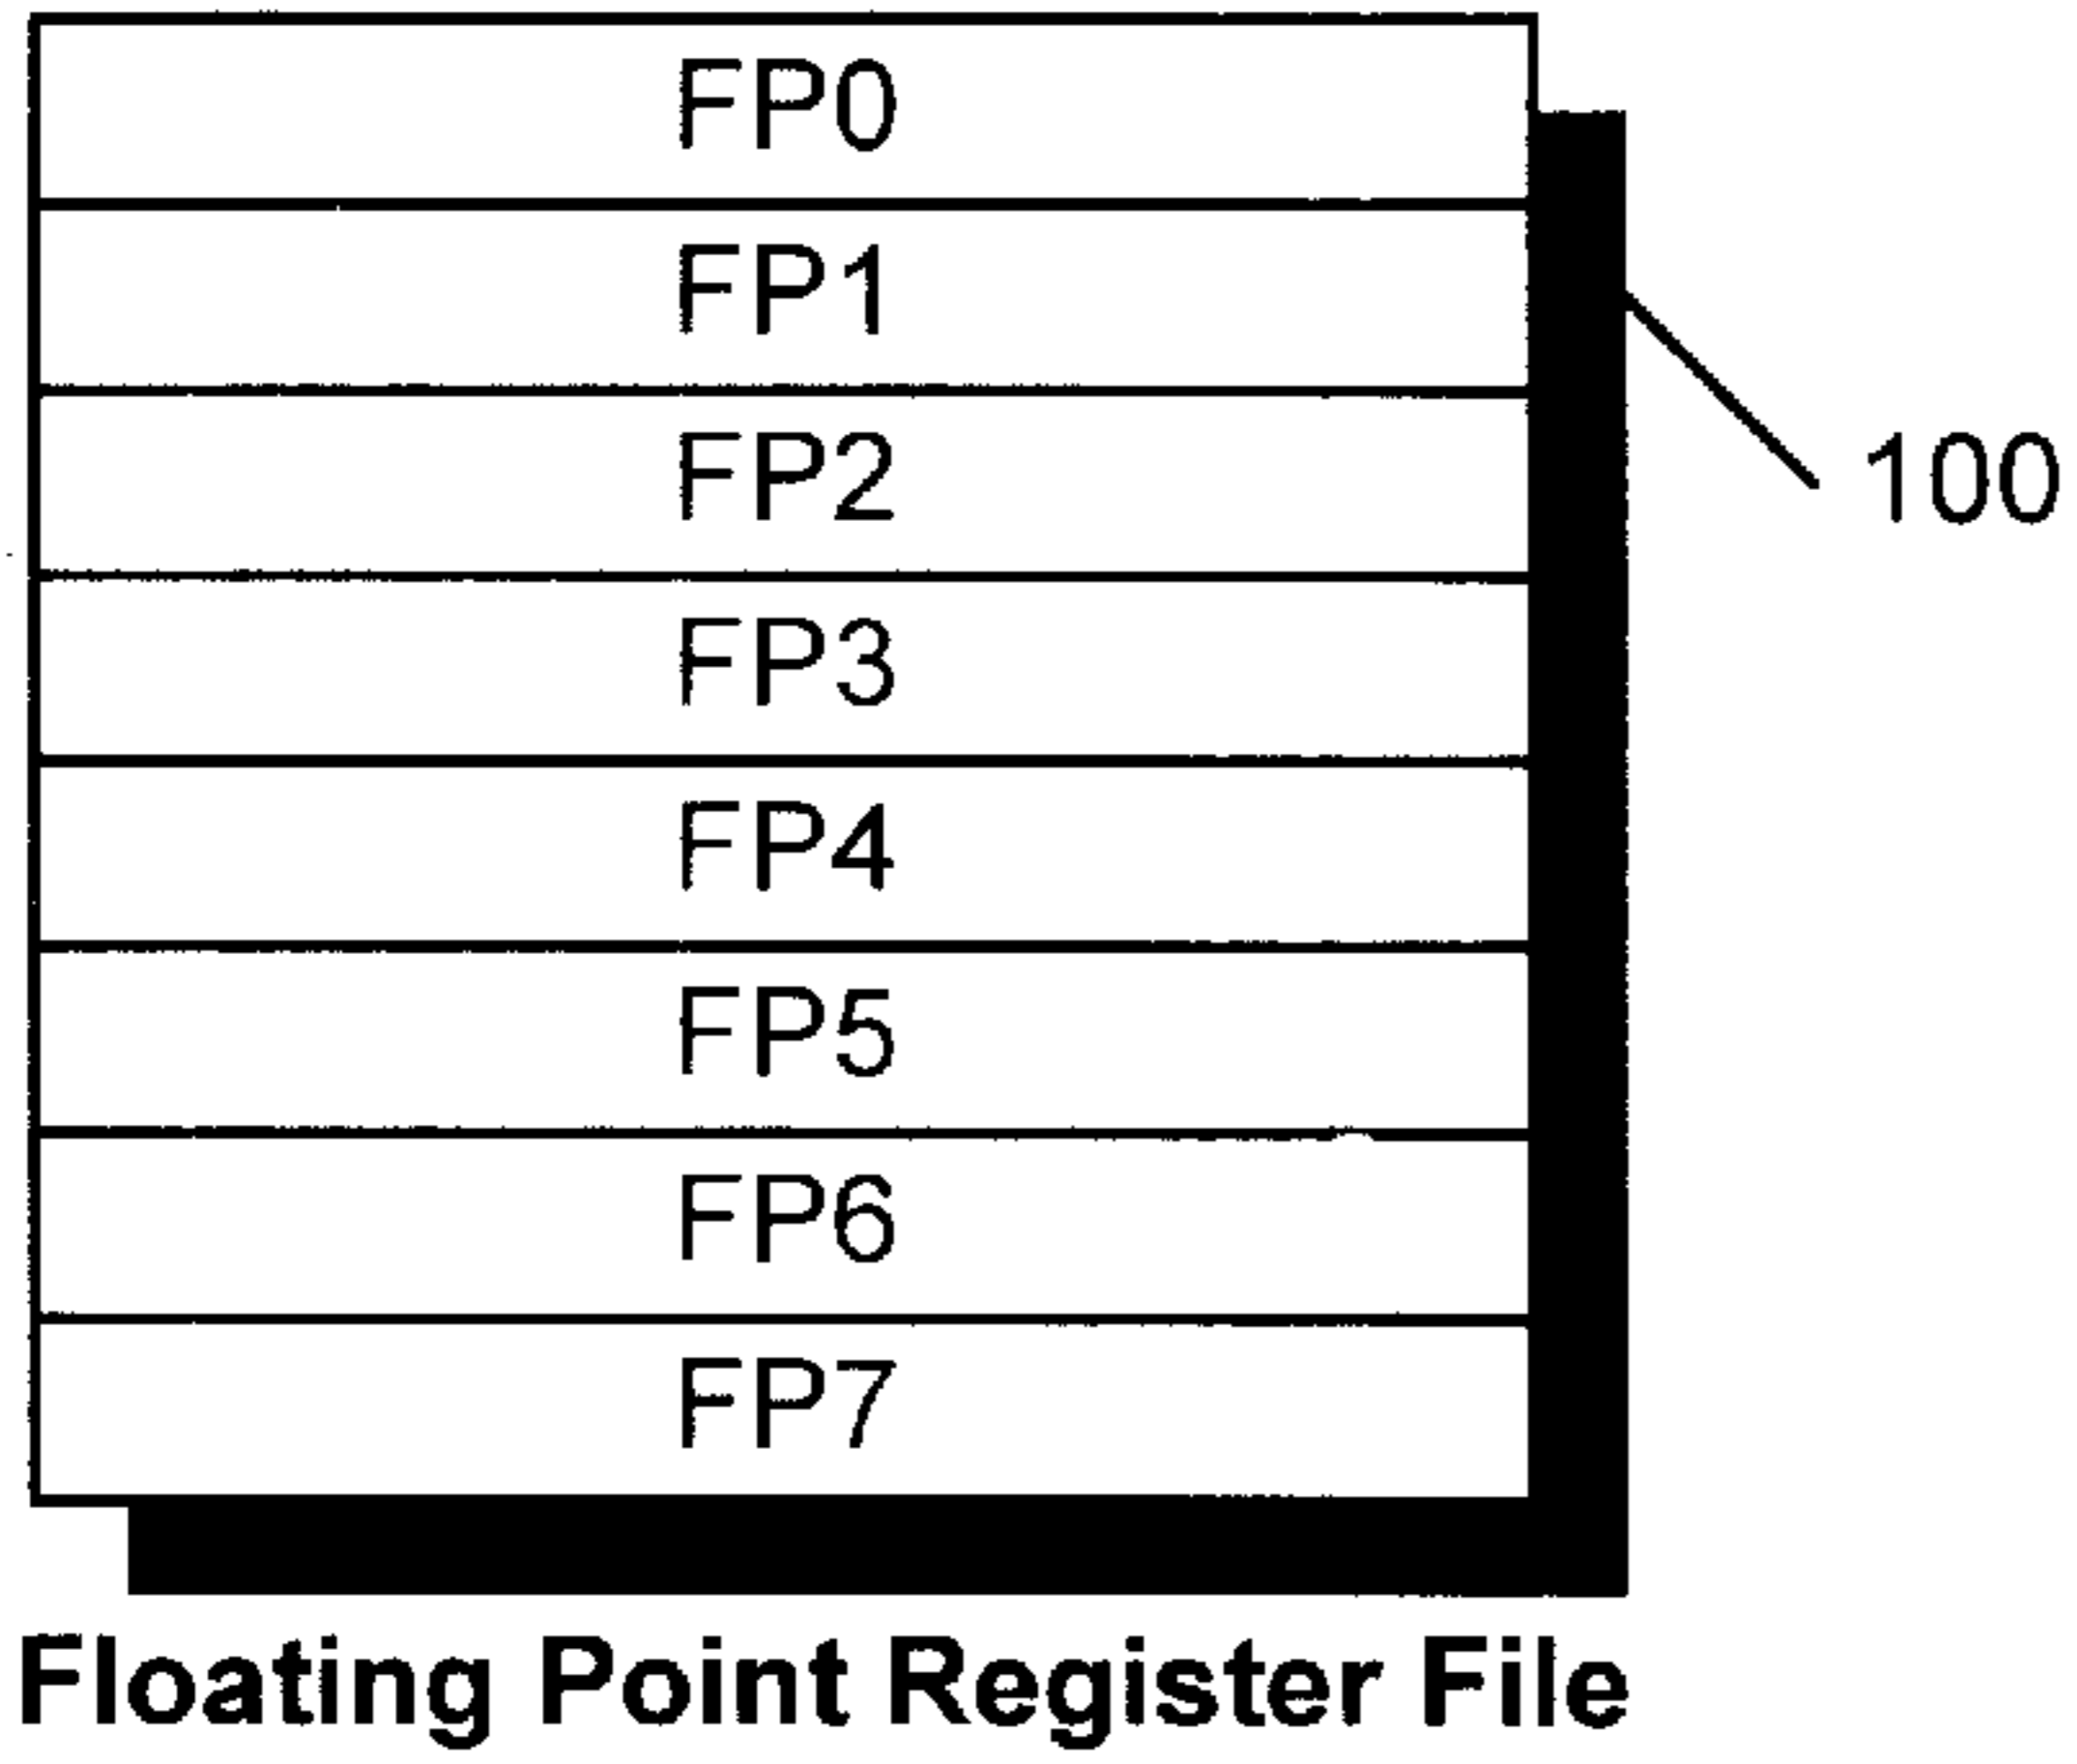 FP0
FP1
FP2
100
FP3
FP4
FP5
FP6
FP7
Floating Point Register File